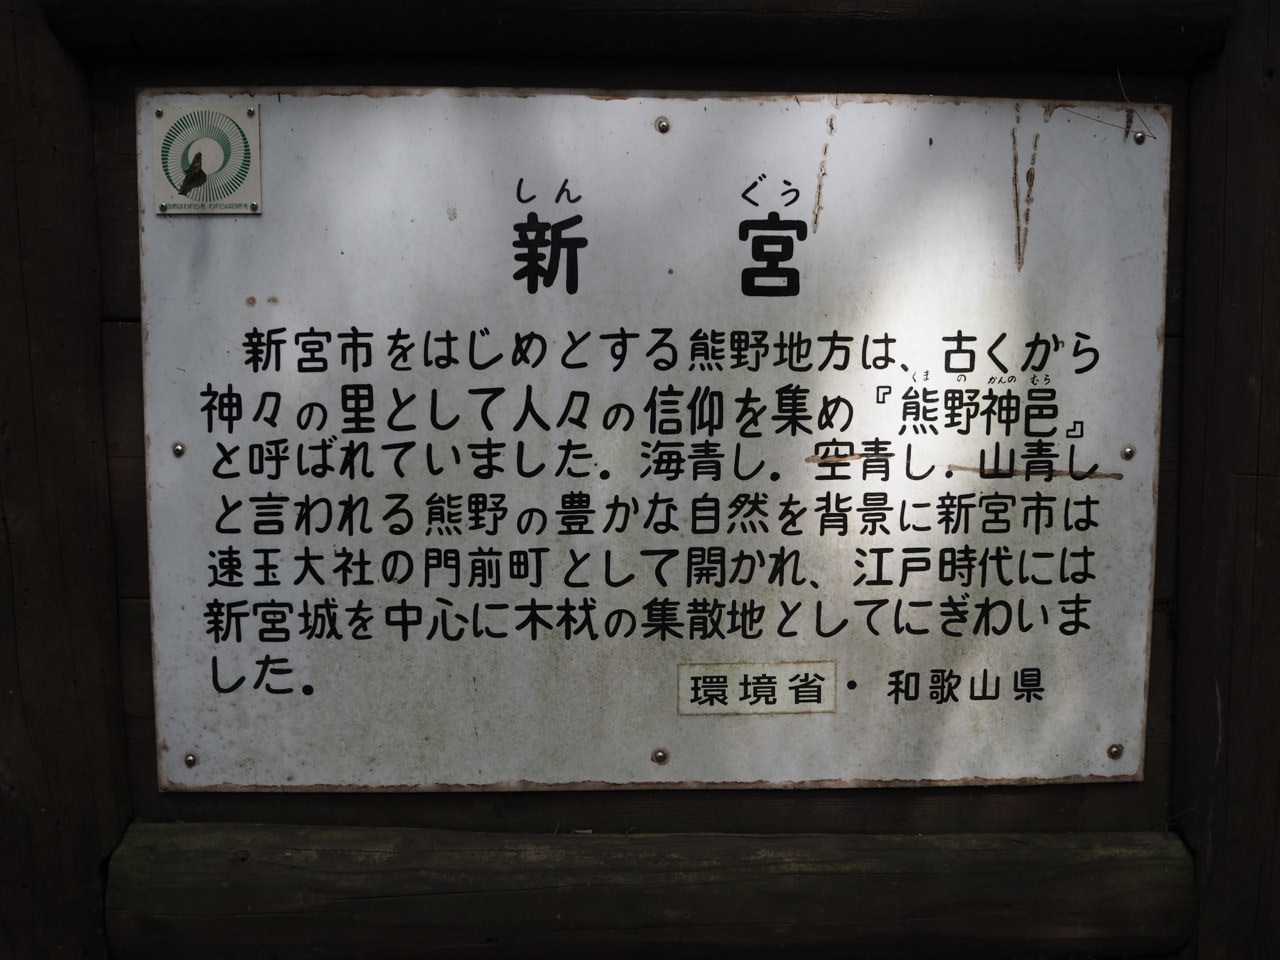 しん ぐう
新宮
新宮市をはじめとする熊野地方は、古くから
くま の かんの むら
神々の里として人々の信仰を集め『熊野神邑』
と呼ばれていました．海青し．空青し．山青し
と言われる熊野の豊かな自然を背景に新宮市は
速玉大社の門前町として開かれ、江戸時代には
新宮城を中心に木材の集散地としてにぎわいま
した．
環境省・和歌山県